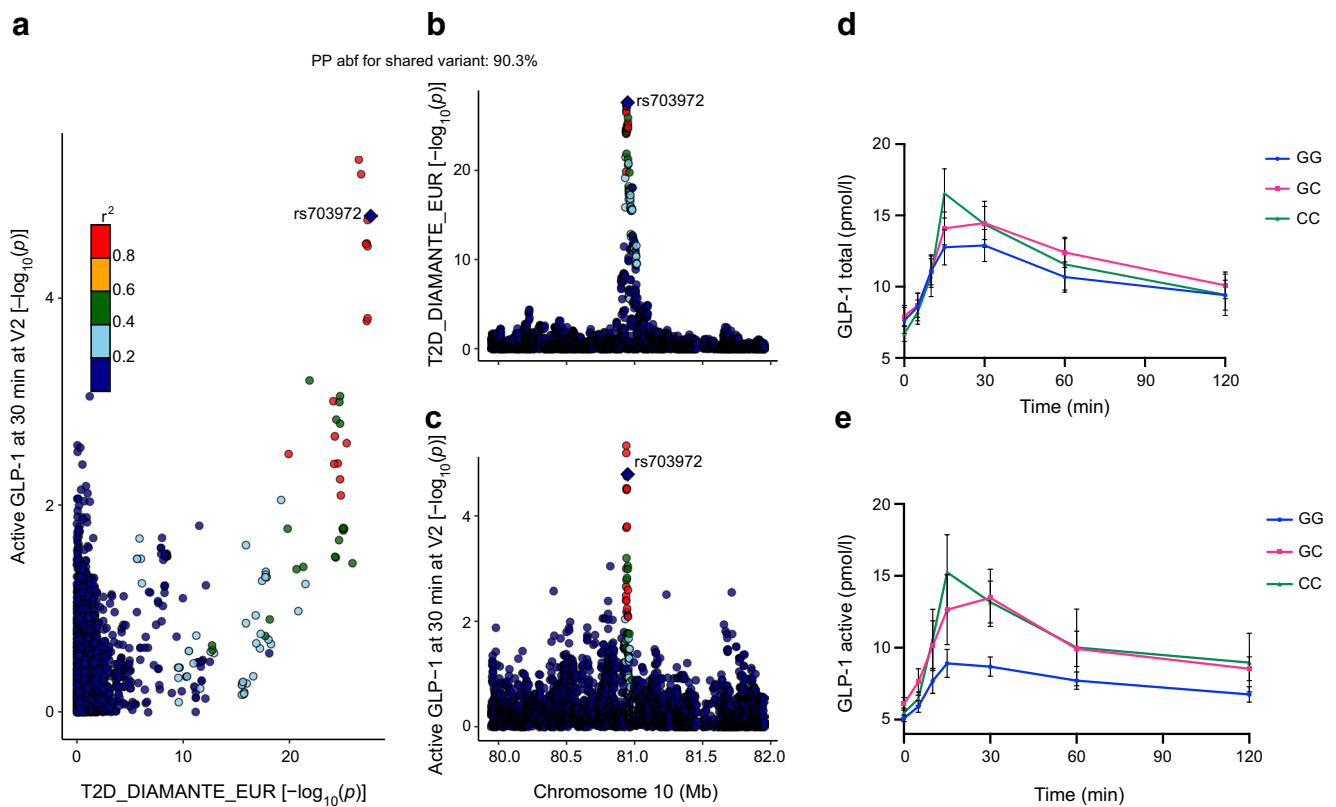 a
Active GLP-1 at 30 min at V2 [−log10(p)]
4
2
0
r2
0.8
0.6
0.4
0.2
rs703972
0
10
20
T2D_DIAMANTE_EUR [−log10(p)]
PP abf for shared variant: 90.3%
b
T2D_DIAMANTE_EUR [−log10(p)]
20
10
0
rs703972
c
Active GLP-1 at 30 min at V2 [−log10(p)]
4
2
0
rs703972
80.0
80.5
81.0
81.5
82.0
Chromosome 10 (Mb)
d
GLP-1 total (pmol/l)
20
15
10
5
0
30
60
90
120
Time (min)
GG
GC
CC
e
GLP-1 active (pmol/l)
20
15
10
5
0
30
60
90
120
Time (min)
GG
GC
CC